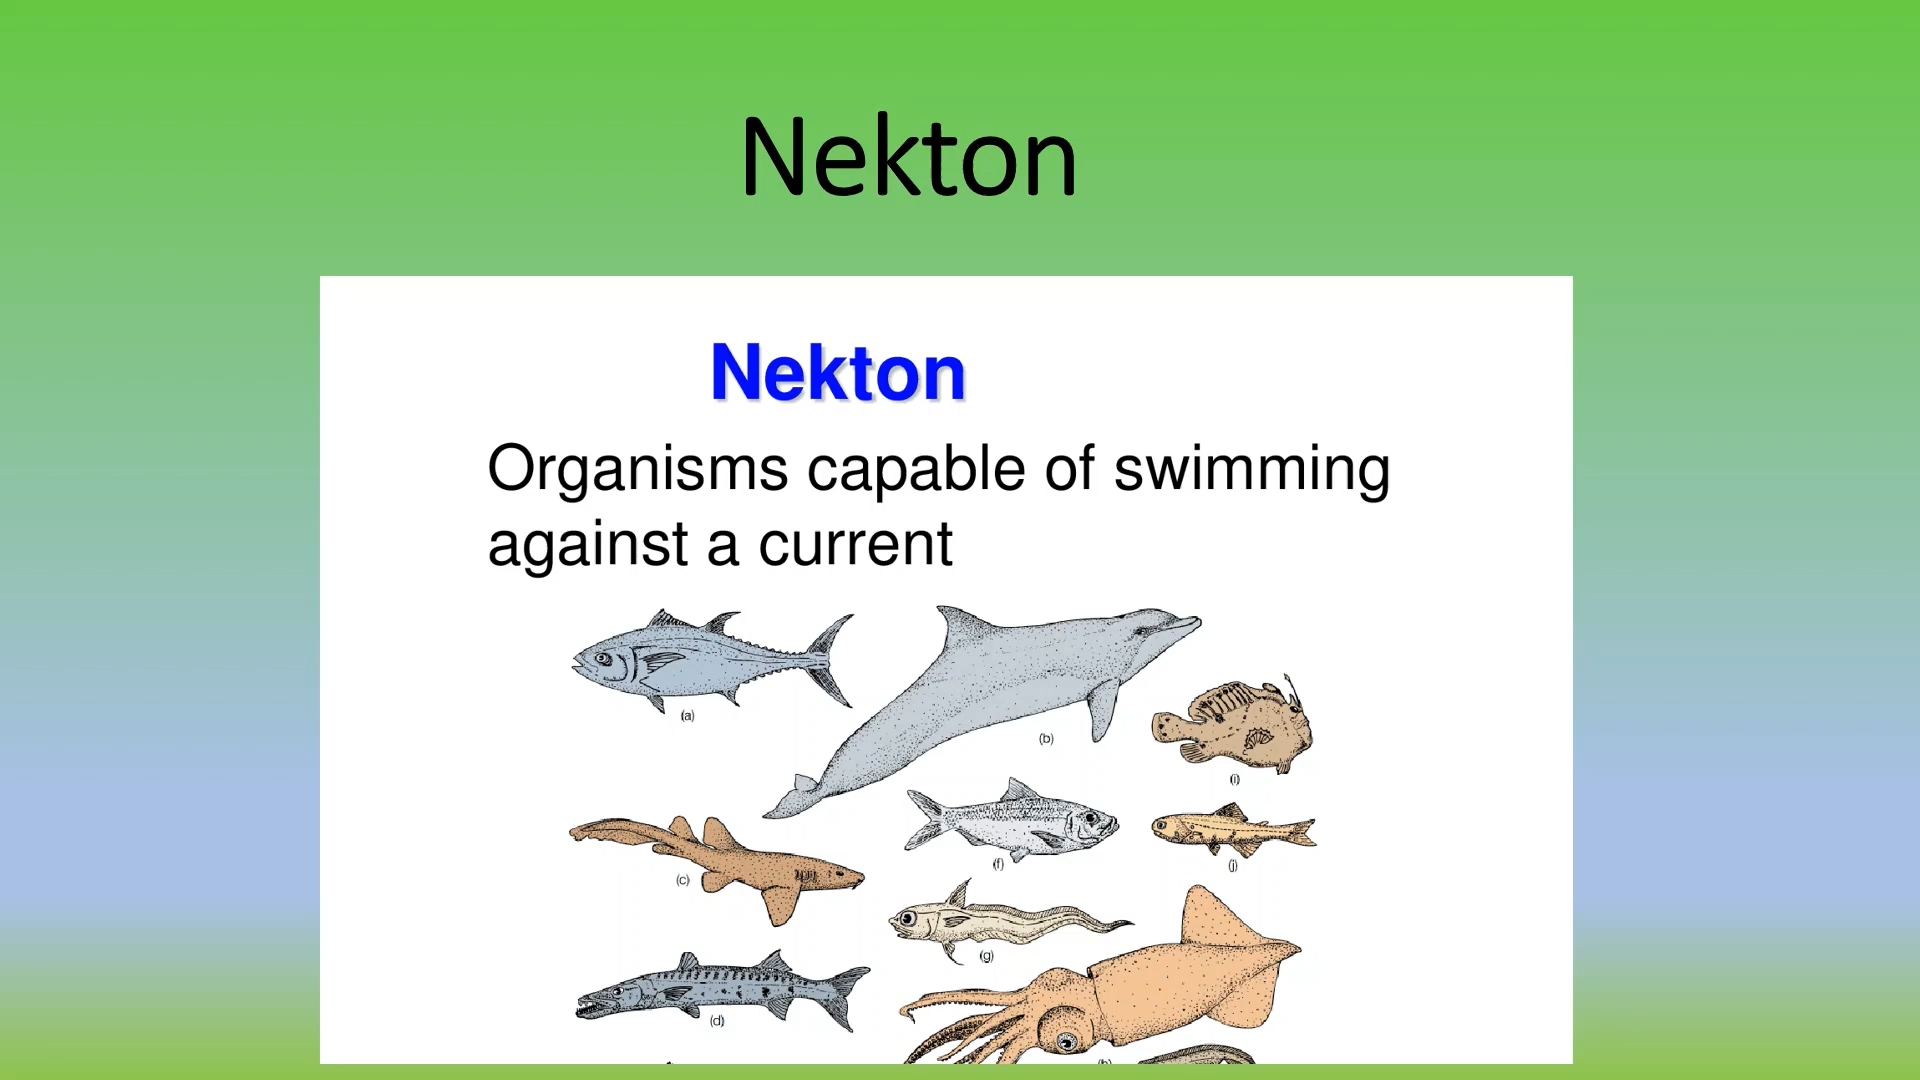 Nekton
Nekton
Organisms capable of swimming
against a current
(a)
(b)
(i)
(c)
(f)
(j)
(g)
(d)